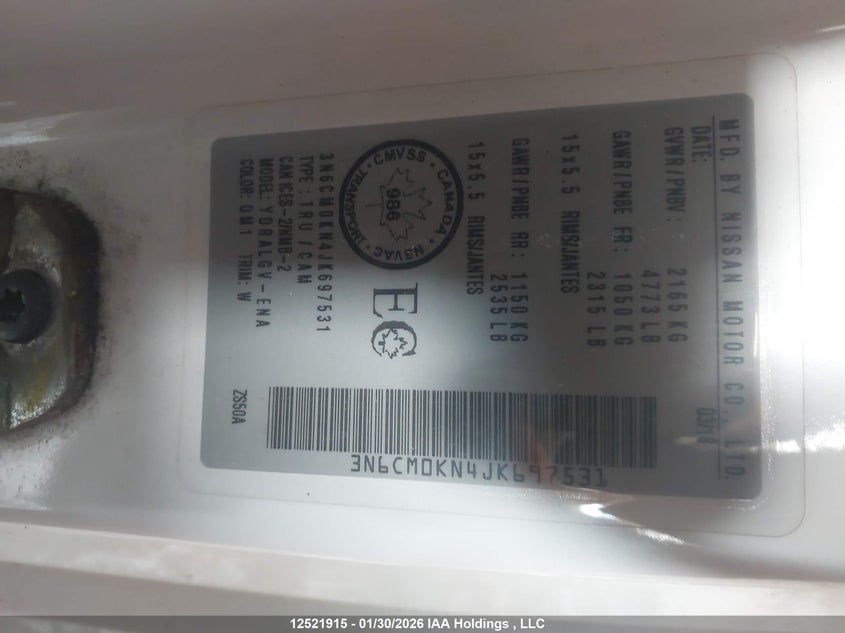 MFD. BY NISSAN MOTOR CO., LTD.
DATE: 03/18
GVWR/PNBV: 2165 KG
4773 LB
GAWR/PNBE FR: 1050 KG
2315 LB
15x5.5 RIMS/JANTES
GAWR/PNBE RR: 1150 KG
2535 LB
15x5.5 RIMS/JANTES
CMVSS · CANADA · NSVAC · TRANSPORT
986
EC
3N6CM0KN4JK697531
TYPE: TRU/CAM
CAN ICES-2/NMB-2
MODEL: YDRALGV-ENA
COLOR: QM1 TRIM: W
ZS50A
3N6CM0KN4JK697531
12521915 - 01/30/2026 IAA Holdings , LLC